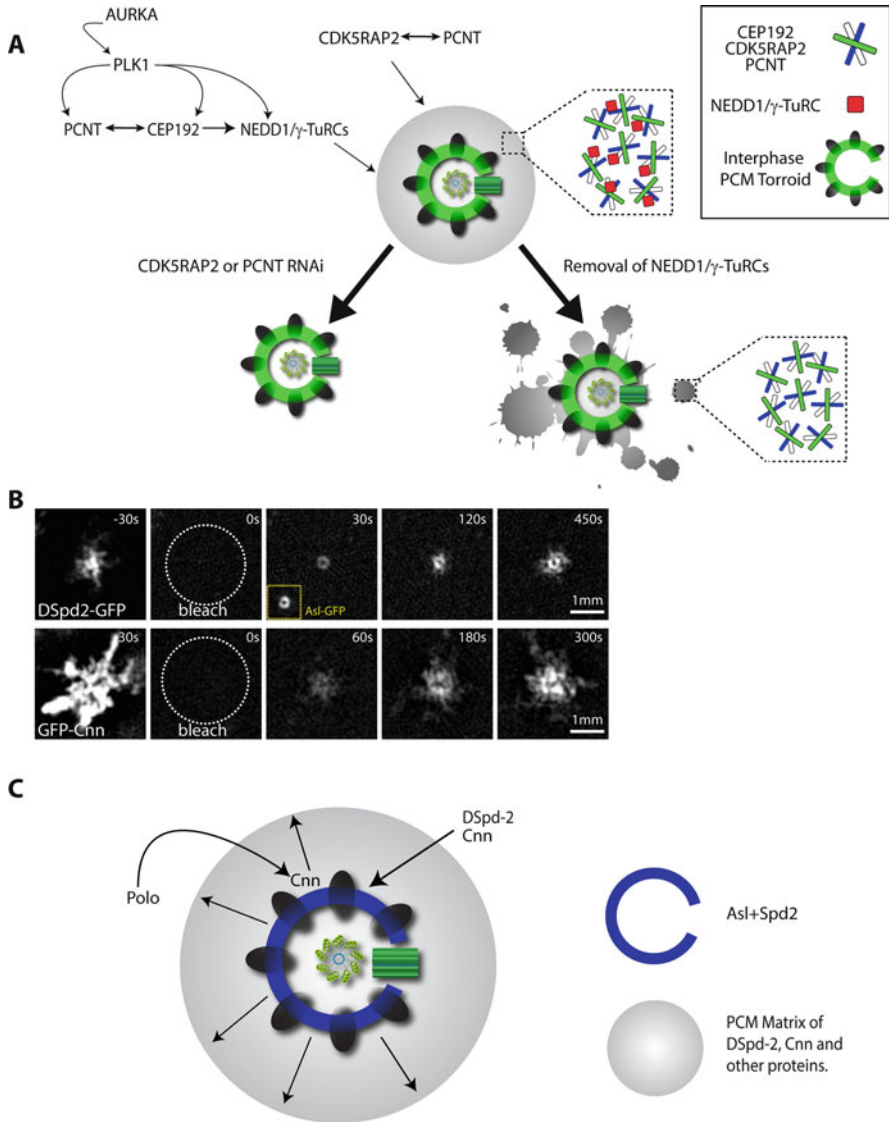 A
AURKA
PLK1
PCNT
CEP192
NEDD1/γ-TuRCs
CDK5RAP2
PCNT
CEP192
CDK5RAP2
PCNT
NEDD1/γ-TuRC
Interphase
PCM Torroid
CDK5RAP2 or PCNT RNAi
Removal of NEDD1/γ-TuRCs
B
-30s
DSpd2-GFP
0s
bleach
30s
Asl-GFP
120s
450s
1mm
30s
GFP-Cnn
0s
bleach
60s
180s
300s
1mm
C
DSpd-2
Cnn
Cnn
Polo
Asl+Spd2
PCM Matrix of
DSpd-2, Cnn and
other proteins.